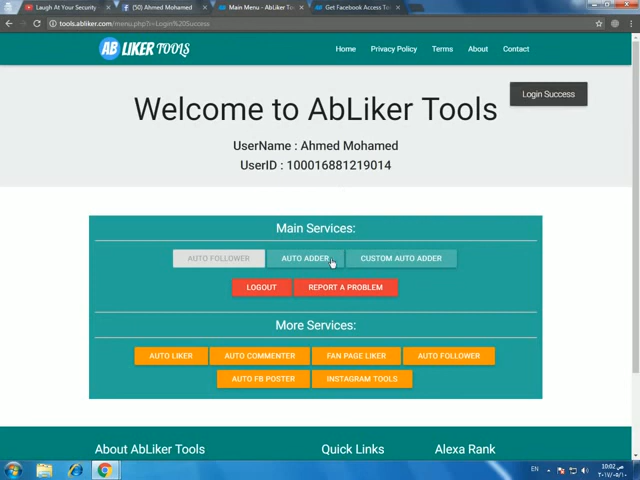 Laugh At Your Security
(50) Ahmed Mohamed
Main Menu - AbLiker To
Get Facebook Access To
tools.abliker.com/menu.php?i=Login%20Success
AB LIKER TOOLS
Home
Privacy Policy
Terms
About
Contact
Login Success
Welcome to AbLiker Tools
UserName : Ahmed Mohamed
UserID : 100016881219014
Main Services:
AUTO FOLLOWER
AUTO ADDER
CUSTOM AUTO ADDER
LOGOUT
REPORT A PROBLEM
More Services:
AUTO LIKER
AUTO COMMENTER
FAN PAGE LIKER
AUTO FOLLOWER
AUTO FB POSTER
INSTAGRAM TOOLS
About AbLiker Tools
Quick Links
Alexa Rank
EN
10:02 ص